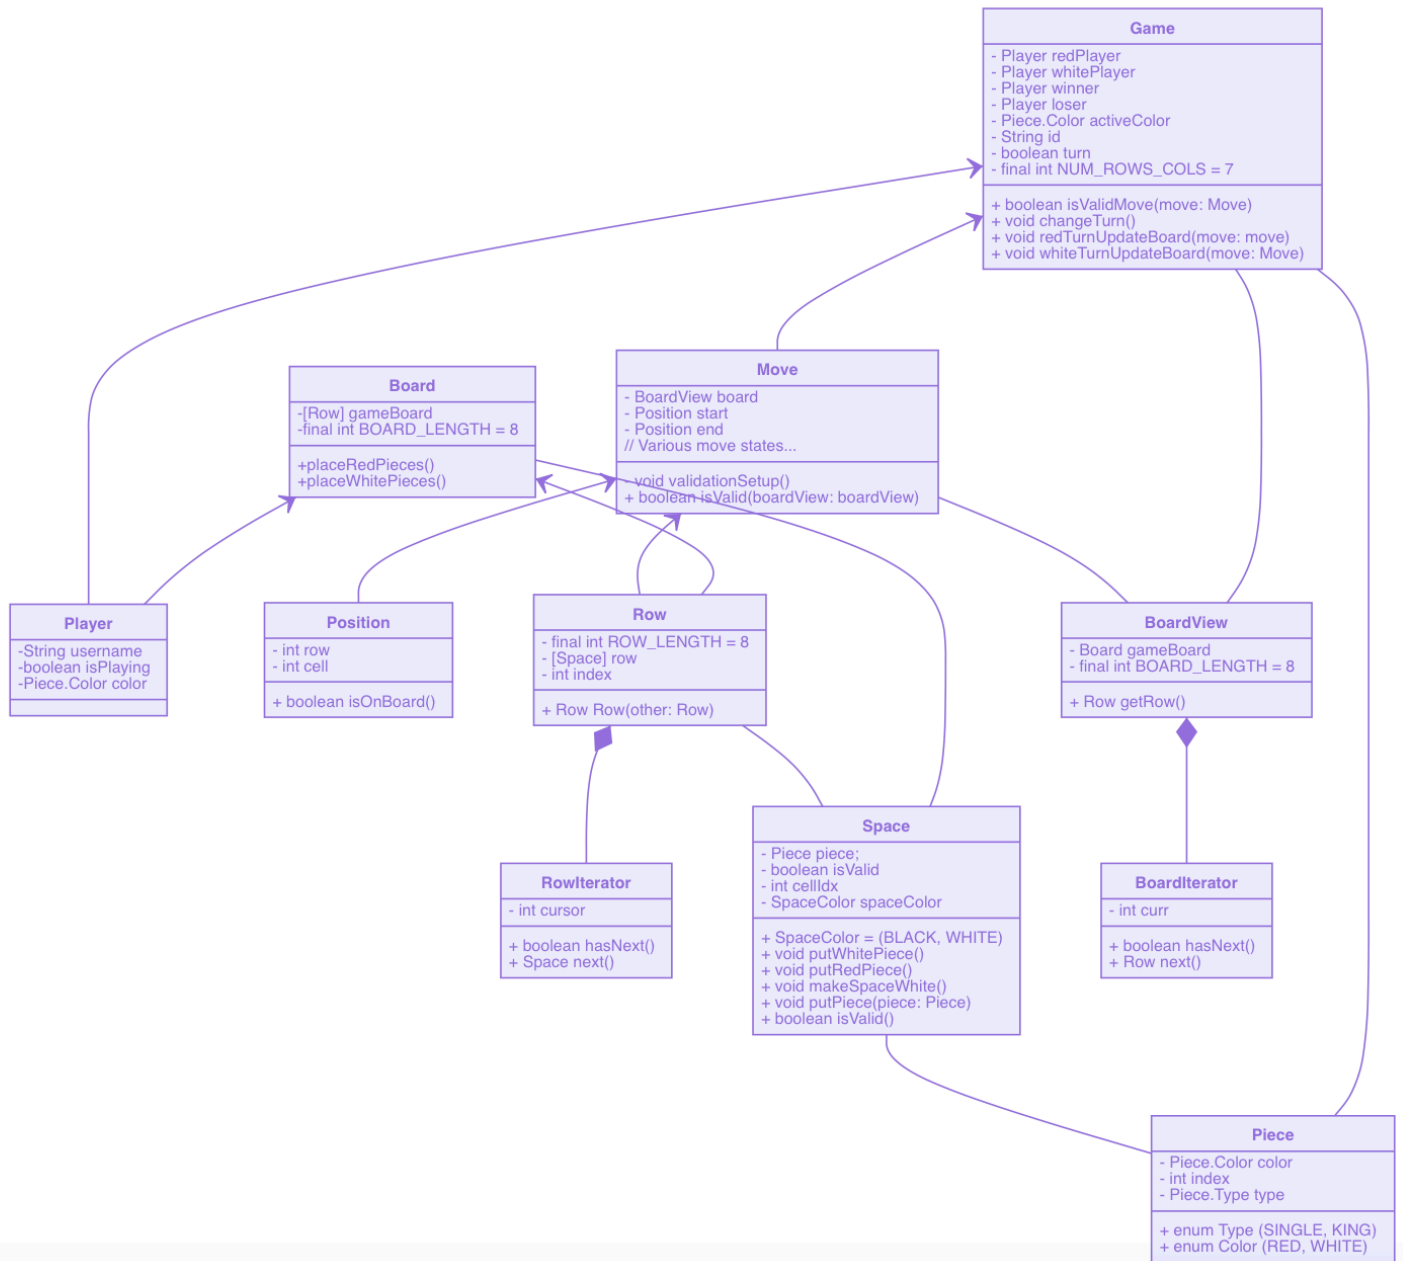 Game
- Player redPlayer
- Player whitePlayer
- Player winner
- Player loser
- Piece.Color activeColor
- String id
- boolean turn
- final int NUM_ROWS_COLS = 7
+ boolean isValidMove(move: Move)
+ void changeTurn()
+ void redTurnUpdateBoard(move: move)
+ void whiteTurnUpdateBoard(move: Move)
Board
-[Row] gameBoard
-final int BOARD_LENGTH = 8
+placeRedPieces()
+placeWhitePieces()
Move
- BoardView board
- Position start
- Position end
// Various move states...
- void validationSetup()
+ boolean isValid(boardView: boardView)
Player
-String username
-boolean isPlaying
-Piece.Color color
Position
- int row
- int cell
+ boolean isOnBoard()
Row
- final int ROW_LENGTH = 8
- [Space] row
- int index
+ Row Row(other: Row)
BoardView
- Board gameBoard
- final int BOARD_LENGTH = 8
+ Row getRow()
RowIterator
- int cursor
+ boolean hasNext()
+ Space next()
Space
- Piece piece;
- boolean isValid
- int cellIdx
- SpaceColor spaceColor
+ SpaceColor = (BLACK, WHITE)
+ void putWhitePiece()
+ void putRedPiece()
+ void makeSpaceWhite()
+ void putPiece(piece: Piece)
+ boolean isValid()
BoardIterator
- int curr
+ boolean hasNext()
+ Row next()
Piece
- Piece.Color color
- int index
- Piece.Type type
+ enum Type (SINGLE, KING)
+ enum Color (RED, WHITE)